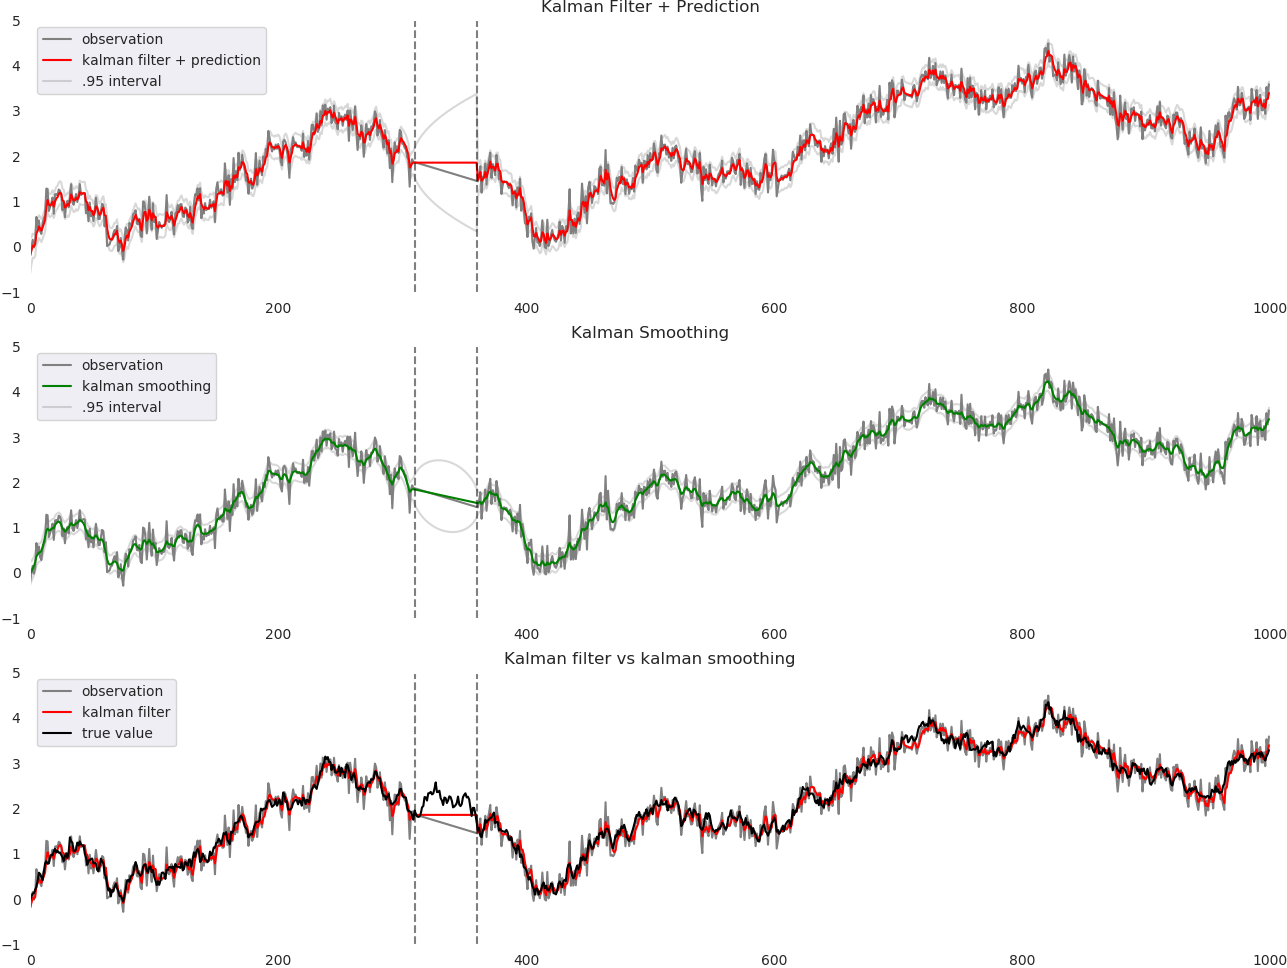 Kalman Filter + Prediction
5
observation
4
kalman filter + prediction
.95 interval
3
2
1
0
−1
0 200 400 600 800 1000
Kalman Smoothing
5
observation
4
kalman smoothing
.95 interval
3
2
1
0
−1
0 200 400 600 800 1000
Kalman filter vs kalman smoothing
5
observation
4
kalman filter
true value
3
2
1
0
−1
0 200 400 600 800 1000